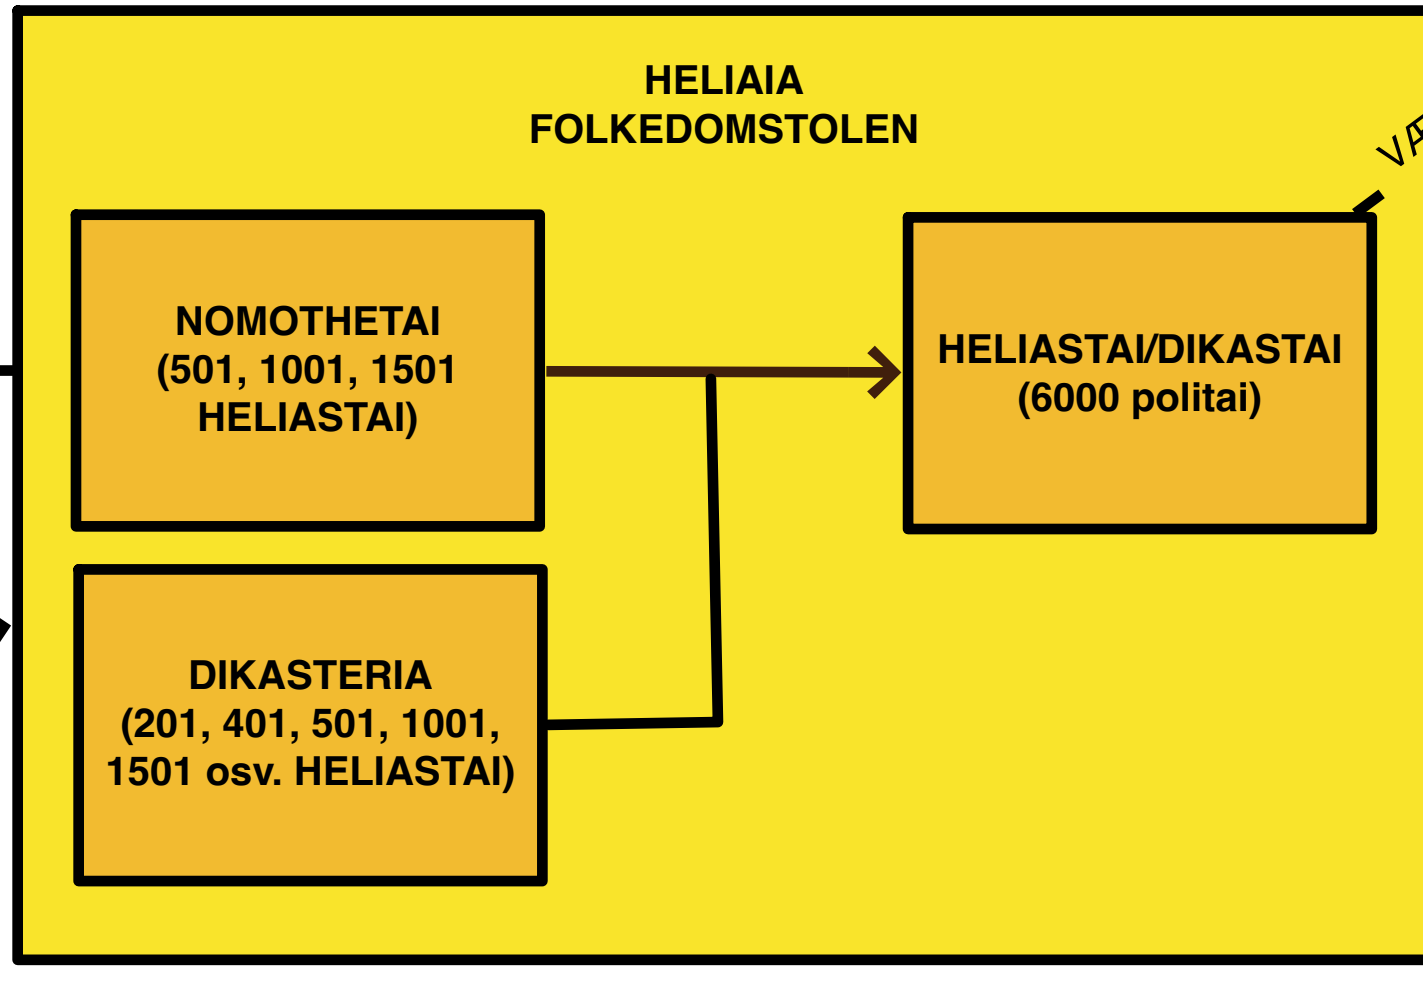 HELIAIA
FOLKEDOMSTOLEN
NOMOTHETAI
(501, 1001, 1501
HELIASTAI)
HELIASTAI/DIKASTAI
(6000 politai)
DIKASTERIA
(201, 401, 501, 1001,
1501 osv. HELIASTAI)